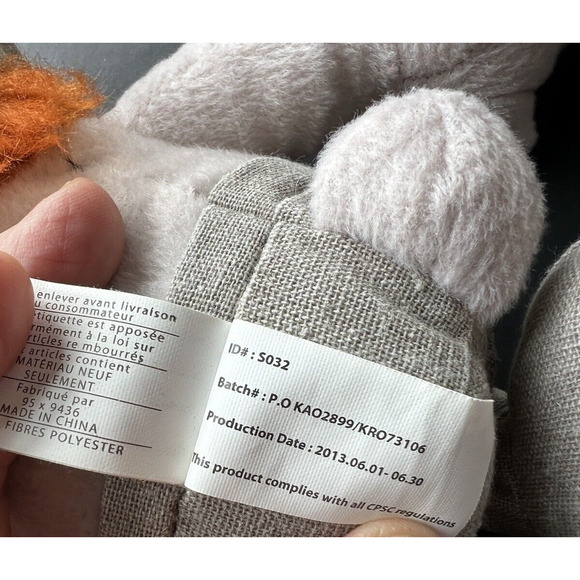 enlever avant livraison
u consommateur
étiquette est apposée
rmément à la loi sur
articles re mbourrés
articles contient
MATERIAU NEUF
SEULEMENT
Fabriqué par
95 x 9436
MADE IN CHINA
FIBRES POLYESTER
ID# : S032
Batch# : P.O KAO2899/KRO73106
Production Date : 2013.06.01- 06.30
This product complies with all CPSC regulations